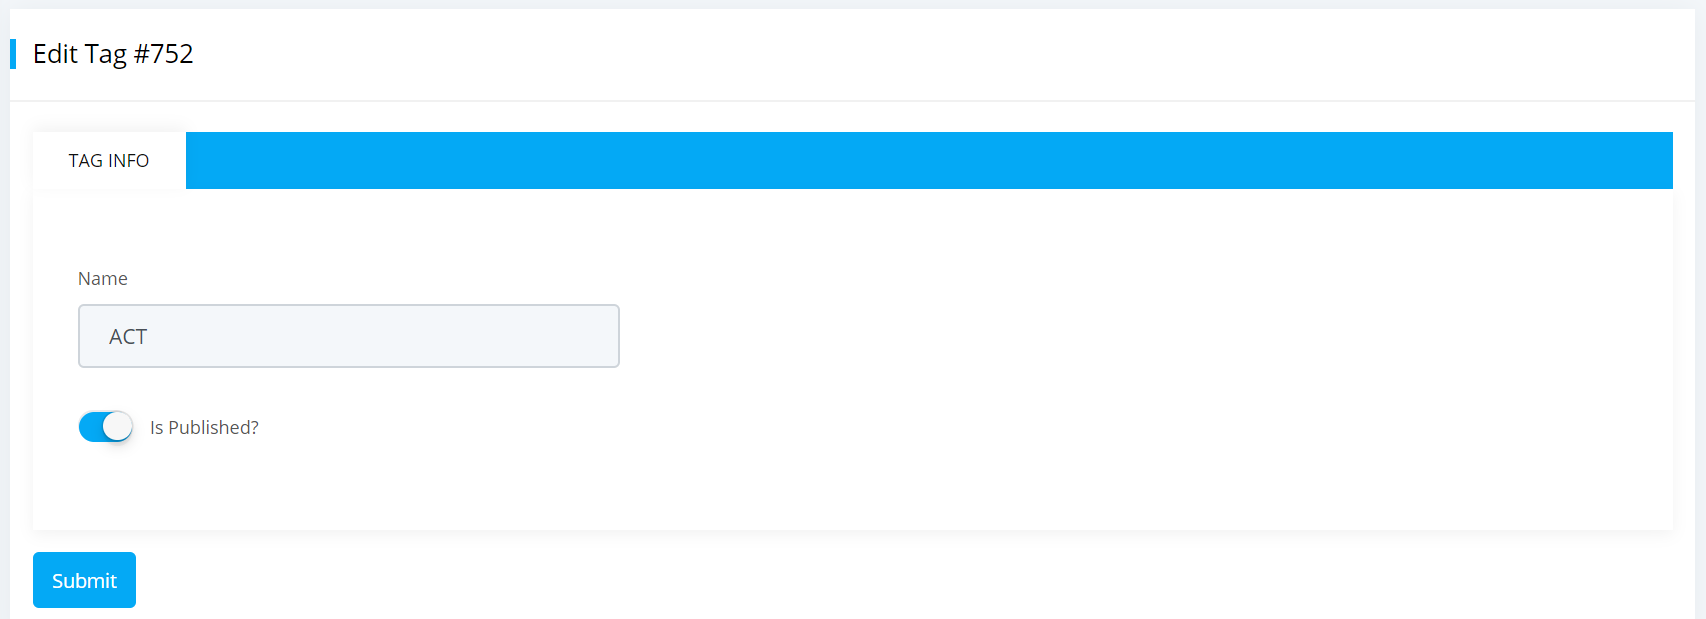 Edit Tag #752
TAG INFO
Name
ACT
Is Published?
Submit